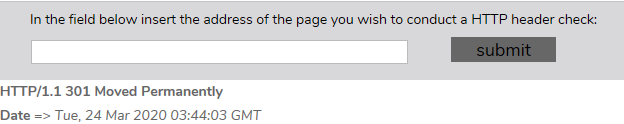 In the field below insert the address of the page you wish to conduct a HTTP header check:
submit
HTTP/1.1 301 Moved Permanently
Date => Tue, 24 Mar 2020 03:44:03 GMT